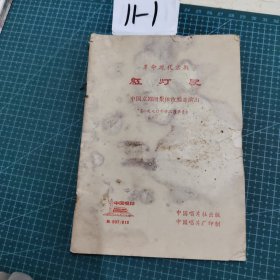 11-1
革命现代京剧
红灯记
中国京剧团集体改编并演出
中国唱片
中国唱片社出版
中国唱片厂印制